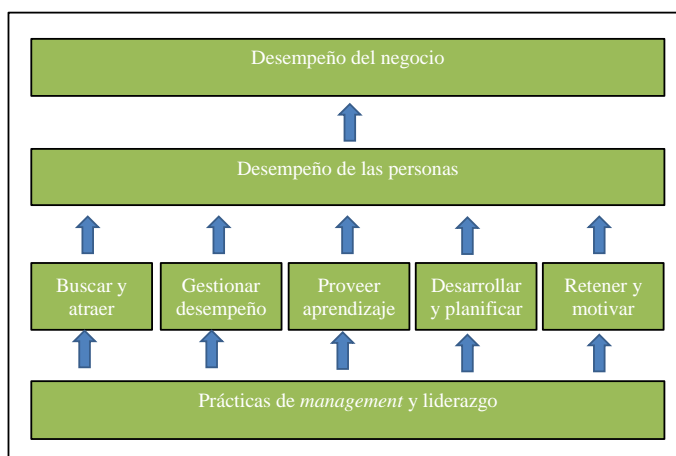 Desempeño del negocio
Desempeño de las personas
Buscar y
atraer
Gestionar
desempeño
Proveer
aprendizaje
Desarrollar
y planificar
Retener y
motivar
Prácticas de management y liderazgo